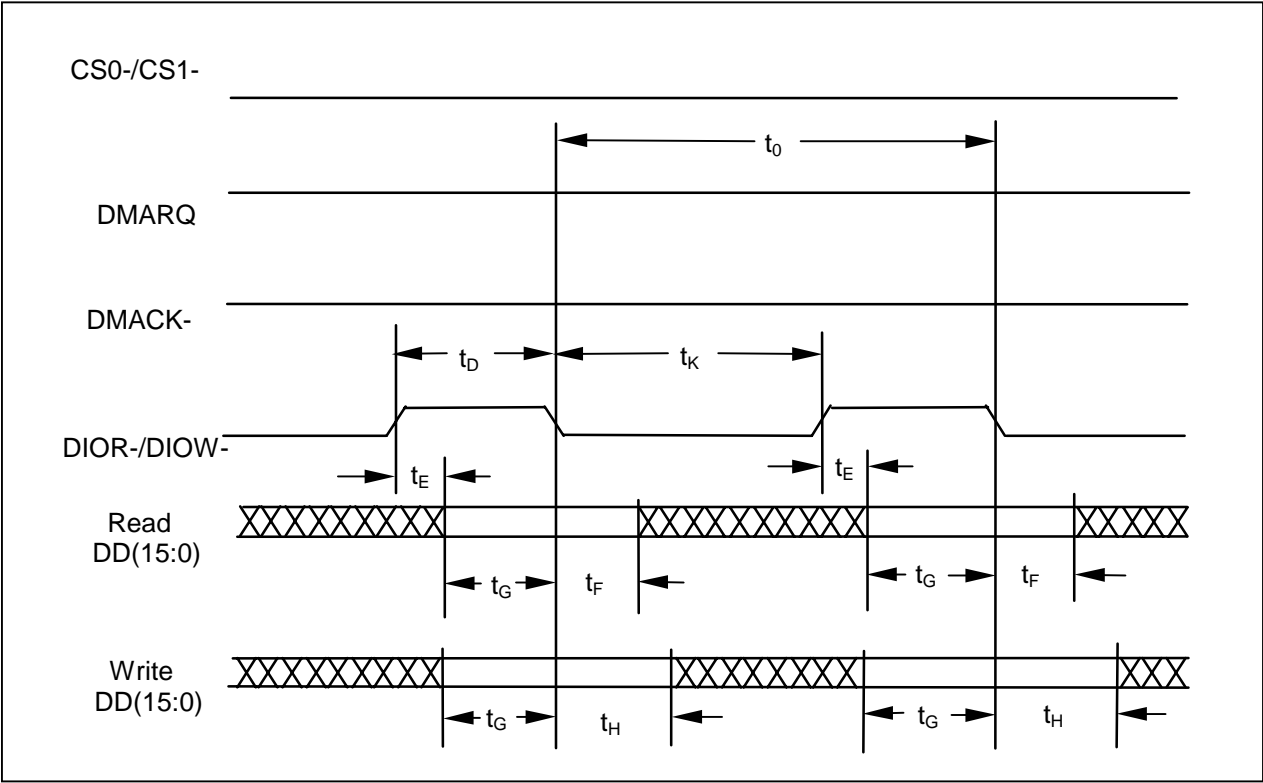 CS0-/CS1-
t0
DMARQ
DMACK-
tD
tK
DIOR-/DIOW-
tE
tE
Read
DD(15:0)
tG
tF
tG
tF
Write
DD(15:0)
tG
tH
tG
tH